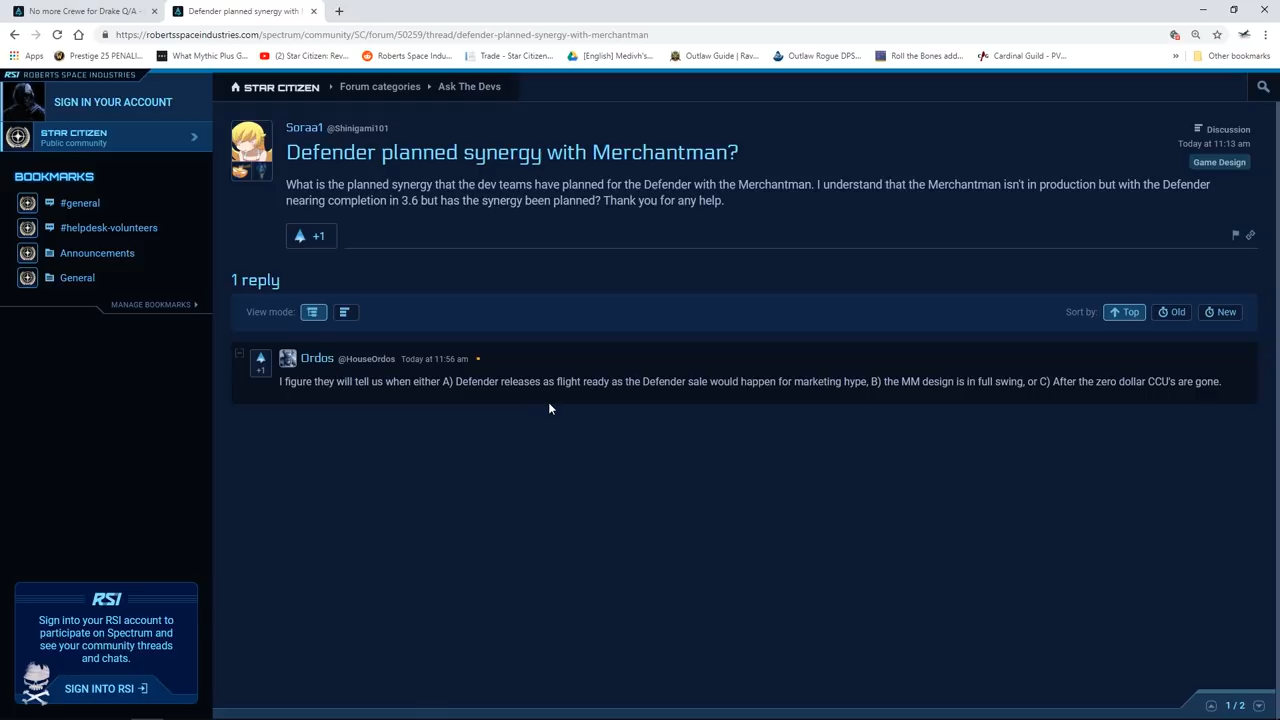 No more Crewe for Drake Q/A -
Defender planned synergy with
https://robertsspaceindustries.com/spectrum/community/SC/forum/50259/thread/defender-planned-synergy-with-merchantman
Apps
Prestige 25 PENALI...
What Mythic Plus G...
(2) Star Citizen: Rev...
Roberts Space Indu...
Trade - Star Citizen...
[English] Medivh's...
Outlaw Guide | Rav...
Outlaw Rogue DPS...
Roll the Bones add...
Cardinal Guild - PV...
»
Other bookmarks
RSI ROBERTS SPACE INDUSTRIES
SIGN IN YOUR ACCOUNT
STAR CITIZEN
Public community
BOOKMARKS
#general
#helpdesk-volunteers
Announcements
General
MANAGE BOOKMARKS
STAR CITIZEN
Forum categories
Ask The Devs
Soraa1 @Shinigami101
Discussion
Today at 11:13 am
Game Design
Defender planned synergy with Merchantman?
What is the planned synergy that the dev teams have planned for the Defender with the Merchantman. I understand that the Merchantman isn't in production but with the Defender
nearing completion in 3.6 but has the synergy been planned? Thank you for any help.
+1
1 reply
View mode:
Sort by:
Top
Old
New
+1
Ordos @HouseOrdos Today at 11:56 am
I figure they will tell us when either A) Defender releases as flight ready as the Defender sale would happen for marketing hype, B) the MM design is in full swing, or C) After the zero dollar CCU's are gone.
RSI
Sign into your RSI account to
participate on Spectrum and
see your community threads
and chats.
SIGN INTO RSI
1 / 2